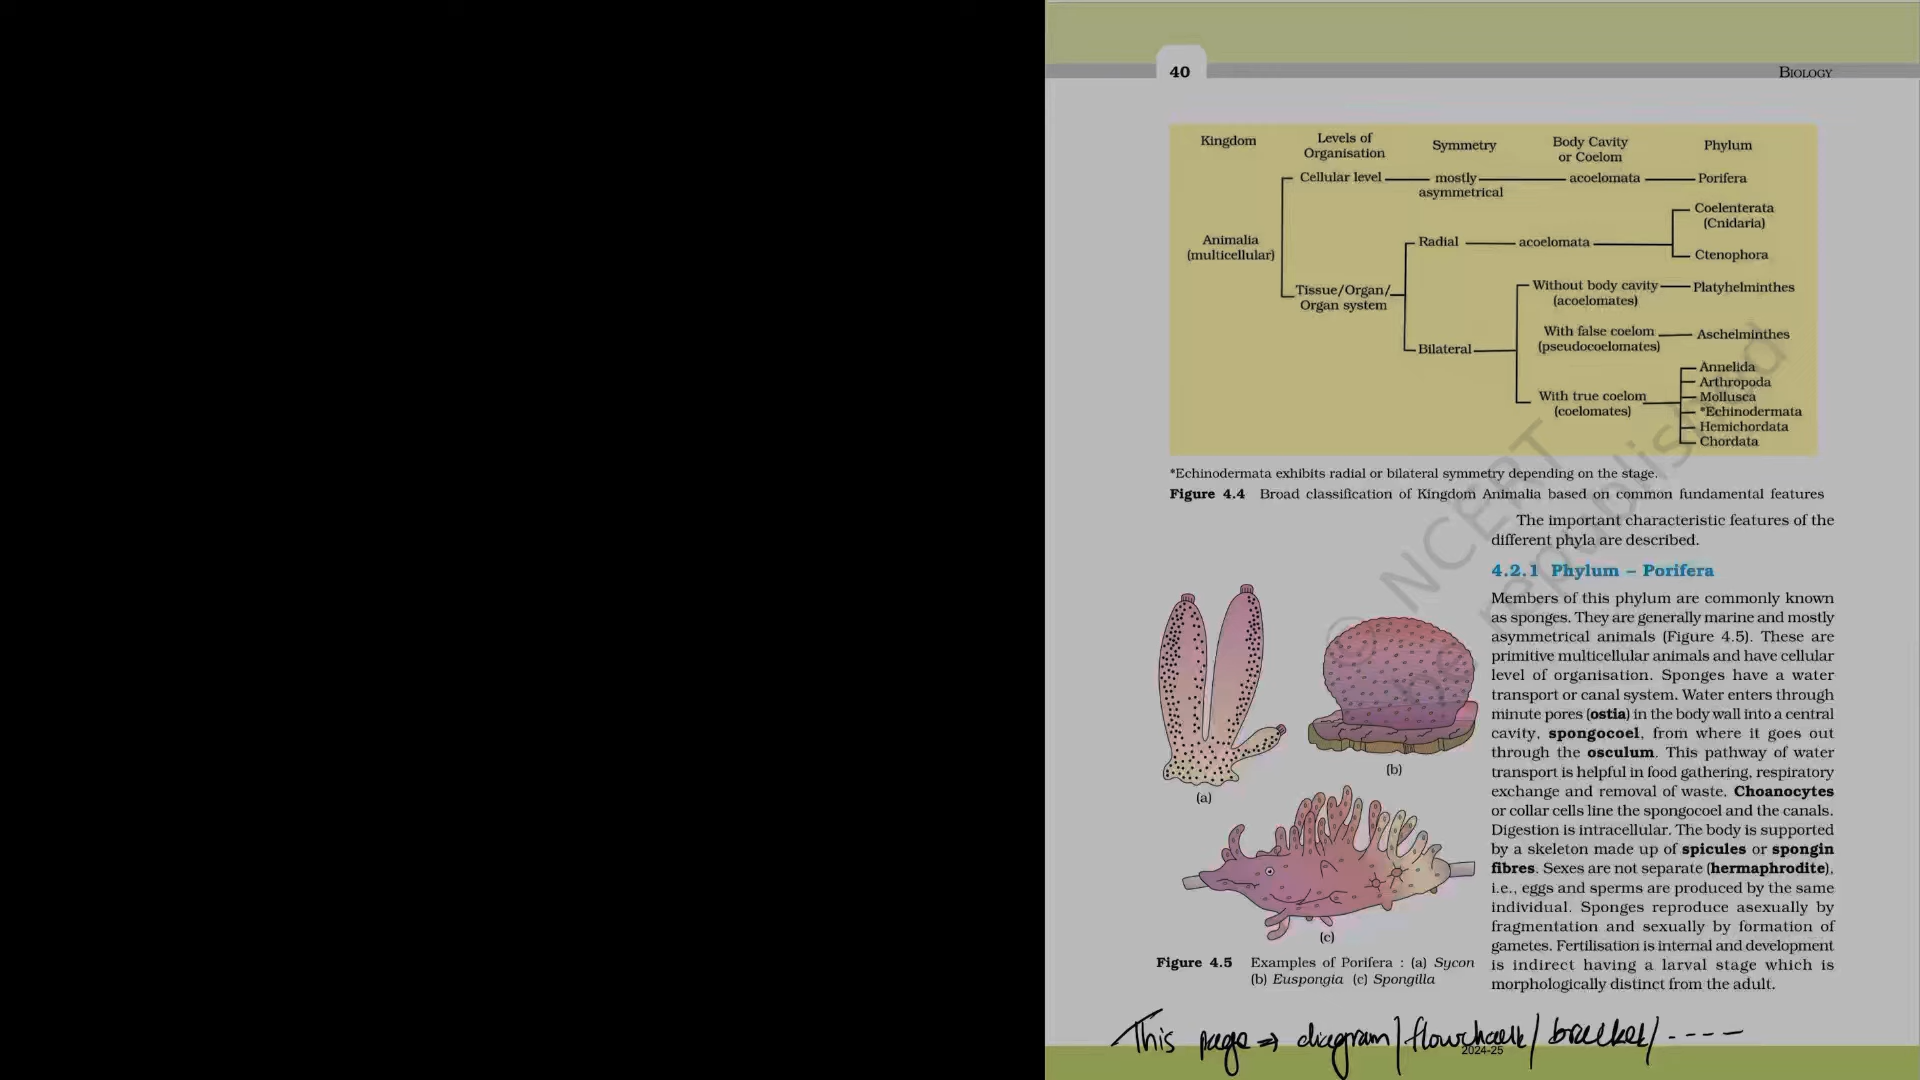 40
BIOLOGY
Kingdom
Levels of
Organisation
Symmetry
Body Cavity
or Coelom
Phylum
Cellular level
mostly
asymmetrical
acoelomata
Porifera
Animalia
(multicellular)
Tissue/Organ/
Organ system
Radial
acoelomata
Coelenterata
(Cnidaria)
Ctenophora
Bilateral
Without body cavity
(acoelomates)
Platyhelminthes
With false coelom
(pseudocoelomates)
Aschelminthes
With true coelom
(coelomates)
Annelida
Arthropoda
Mollusca
*Echinodermata
Hemichordata
Chordata
*Echinodermata exhibits radial or bilateral symmetry depending on the stage.
Figure 4.4 Broad classification of Kingdom Animalia based on common fundamental features
The important characteristic features of the
different phyla are described.
4.2.1 Phylum – Porifera
Members of this phylum are commonly known
as sponges. They are generally marine and mostly
asymmetrical animals (Figure 4.5). These are
primitive multicellular animals and have cellular
level of organisation. Sponges have a water
transport or canal system. Water enters through
minute pores (ostia) in the body wall into a central
cavity, spongocoel, from where it goes out
through the osculum. This pathway of water
transport is helpful in food gathering, respiratory
exchange and removal of waste. Choanocytes
or collar cells line the spongocoel and the canals.
Digestion is intracellular. The body is supported
by a skeleton made up of spicules or spongin
fibres. Sexes are not separate (hermaphrodite),
i.e., eggs and sperms are produced by the same
individual. Sponges reproduce asexually by
fragmentation and sexually by formation of
gametes. Fertilisation is internal and development
is indirect having a larval stage which is
morphologically distinct from the adult.
(a)
(b)
(c)
Figure 4.5 Examples of Porifera : (a) Sycon
(b) Euspongia (c) Spongilla
© NCERT
be republished
This page ⇒ diagram/flowchart/bracket/----
2024-25